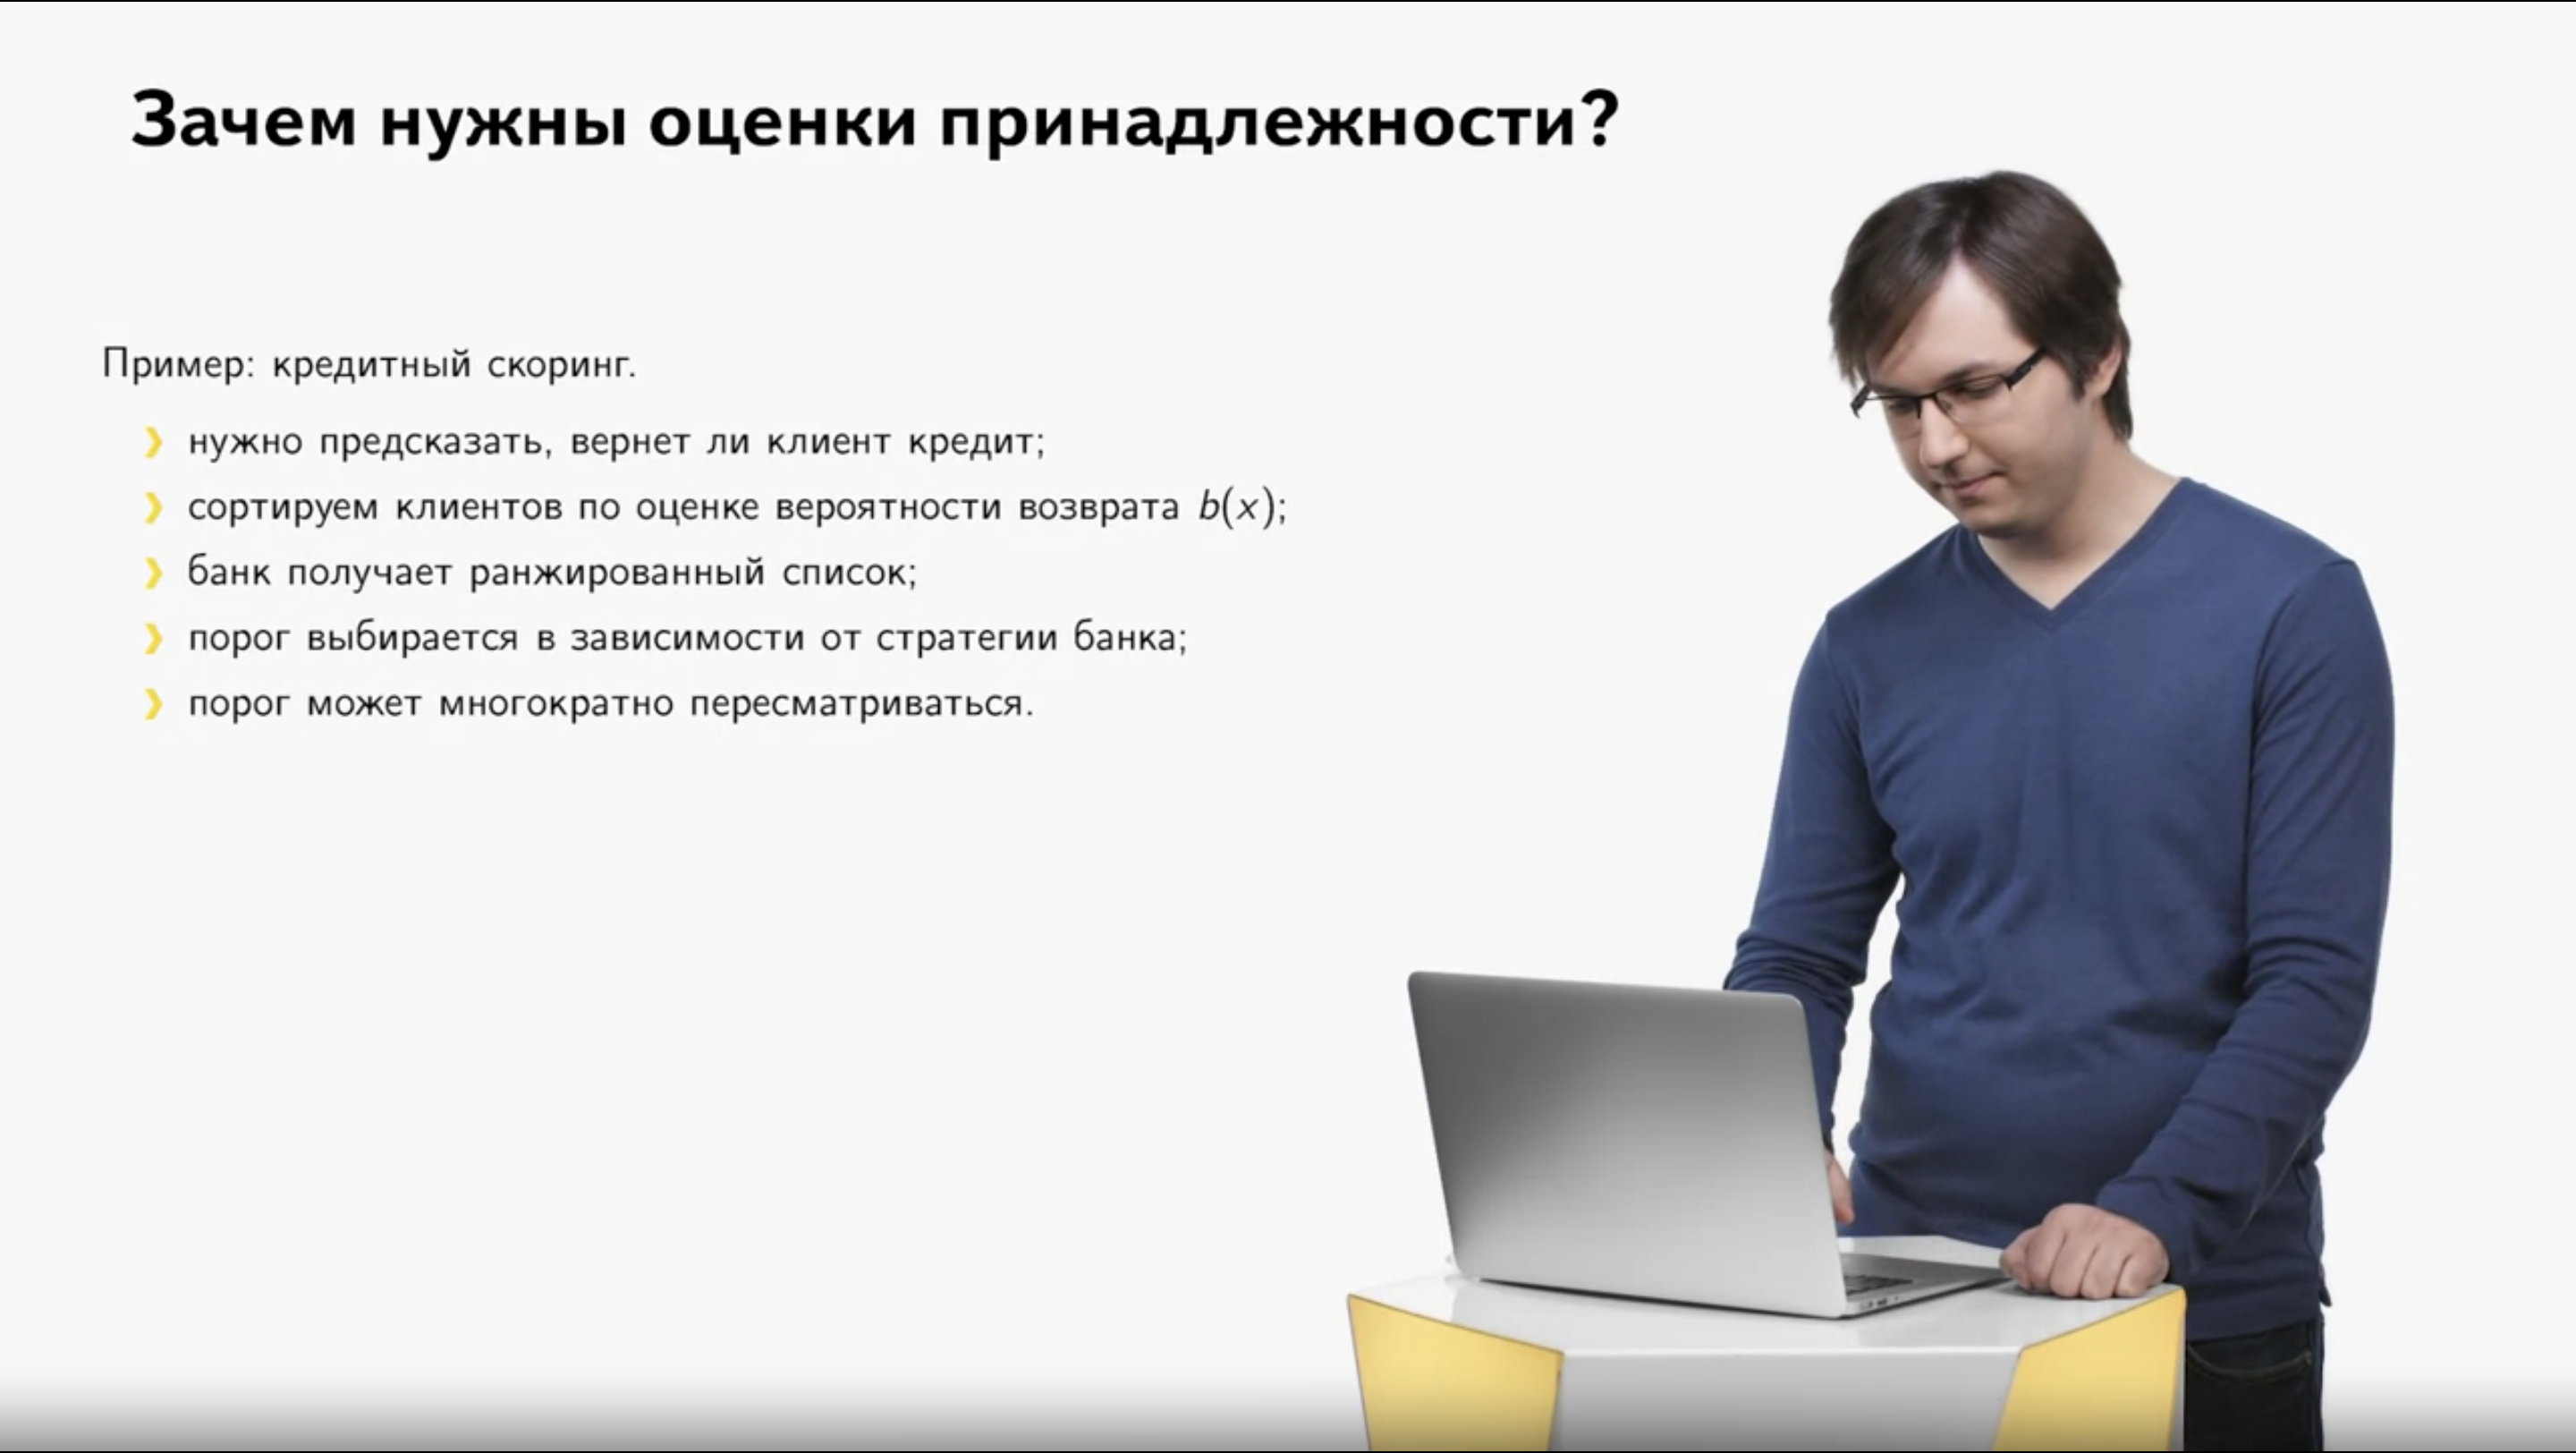 Зачем нужны оценки принадлежности?
Пример: кредитный скоринг.
нужно предсказать, вернет ли клиент кредит;
сортируем клиентов по оценке вероятности возврата b(x);
банк получает ранжированный список;
порог выбирается в зависимости от стратегии банка;
порог может многократно пересматриваться.